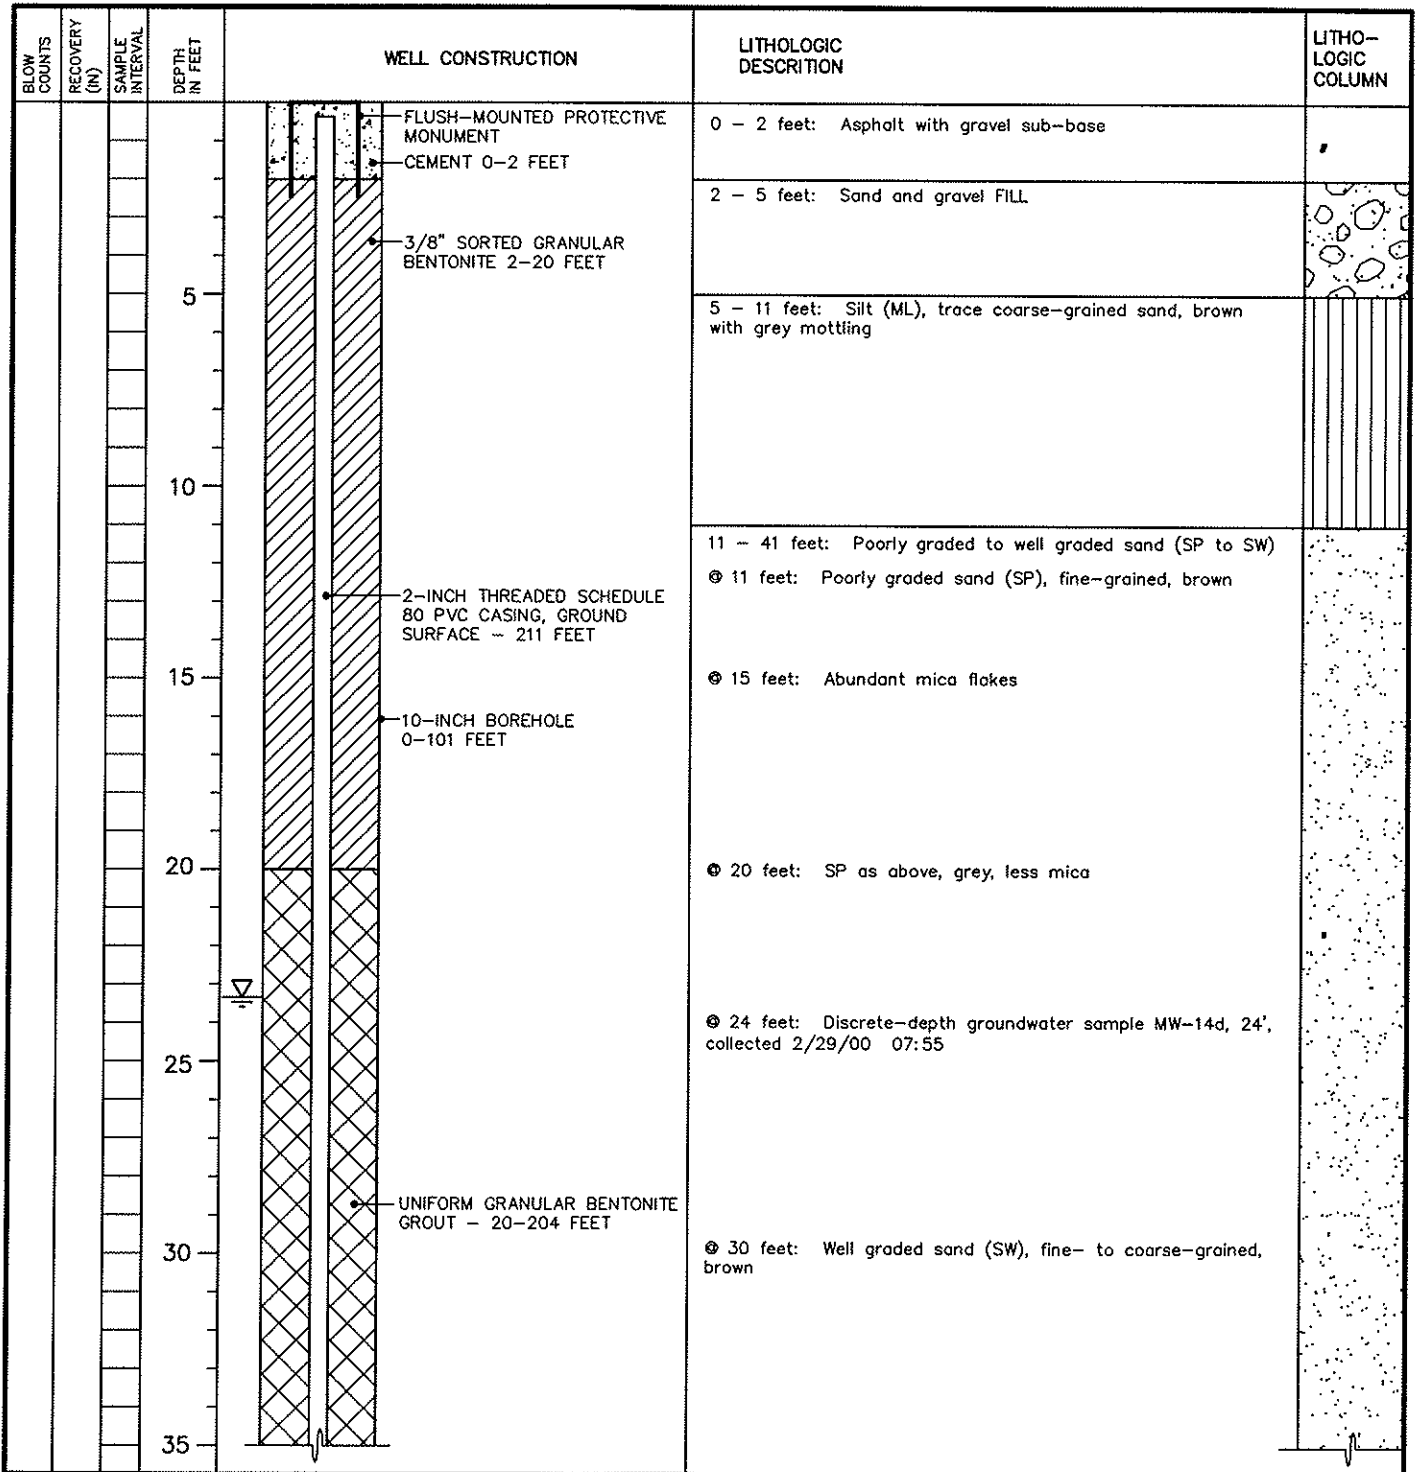 BLOW
COUNTS
RECOVERY
(IN)
SAMPLE
INTERVAL
DEPTH
IN FEET
WELL CONSTRUCTION
LITHOLOGIC
DESCRITION
LITHO-
LOGIC
COLUMN
FLUSH-MOUNTED PROTECTIVE
MONUMENT
CEMENT 0-2 FEET
0 - 2 feet: Asphalt with gravel sub-base
2 - 5 feet: Sand and gravel FILL
3/8" SORTED GRANULAR
BENTONITE 2-20 FEET
5
5 - 11 feet: Silt (ML), trace coarse-grained sand, brown
with grey mottling
10
11 - 41 feet: Poorly graded to well graded sand (SP to SW)
@ 11 feet: Poorly graded sand (SP), fine-grained, brown
2-INCH THREADED SCHEDULE
80 PVC CASING, GROUND
SURFACE - 211 FEET
15
@ 15 feet: Abundant mica flakes
10-INCH BOREHOLE
0-101 FEET
20
@ 20 feet: SP as above, grey, less mica
@ 24 feet: Discrete-depth groundwater sample MW-14d, 24',
collected 2/29/00 07:55
25
UNIFORM GRANULAR BENTONITE
GROUT - 20-204 FEET
30
@ 30 feet: Well graded sand (SW), fine- to coarse-grained,
brown
35